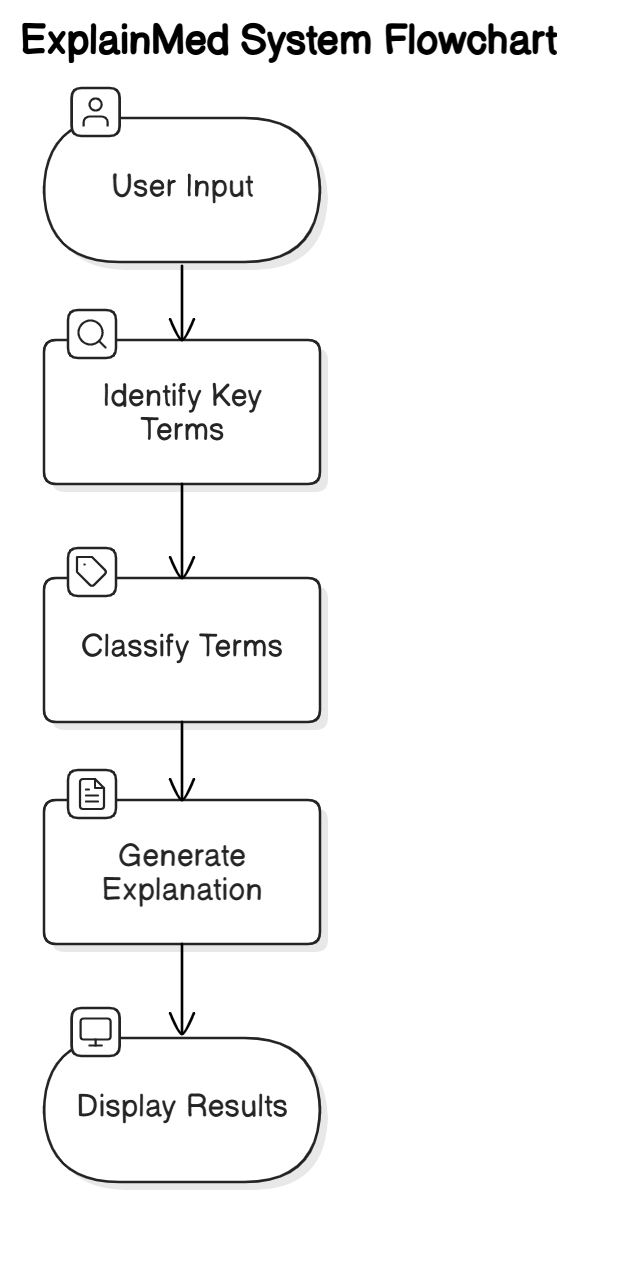 ExplainMed System Flowchart
User Input
Identify Key
Terms
Classify Terms
Generate
Explanation
Display Results